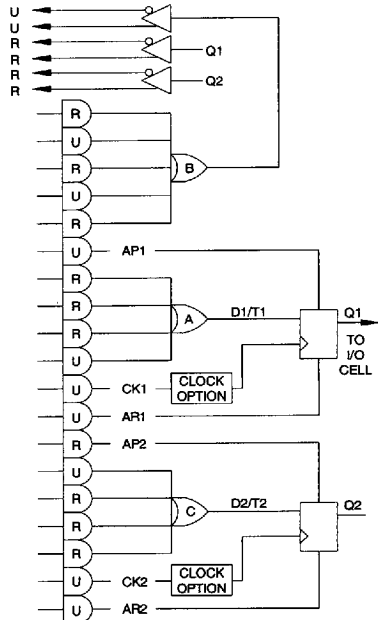 U
U
R
R
Q1
R
R
Q2
R
U
R
B
U
R
U
AP1
R
R
A
D1/T1
Q1
R
TO
I/O
CELL
U
U
CK1
CLOCK
OPTION
U
AR1
R
AP2
U
R
C
D2/T2
Q2
R
R
U
CK2
CLOCK
OPTION
U
AR2